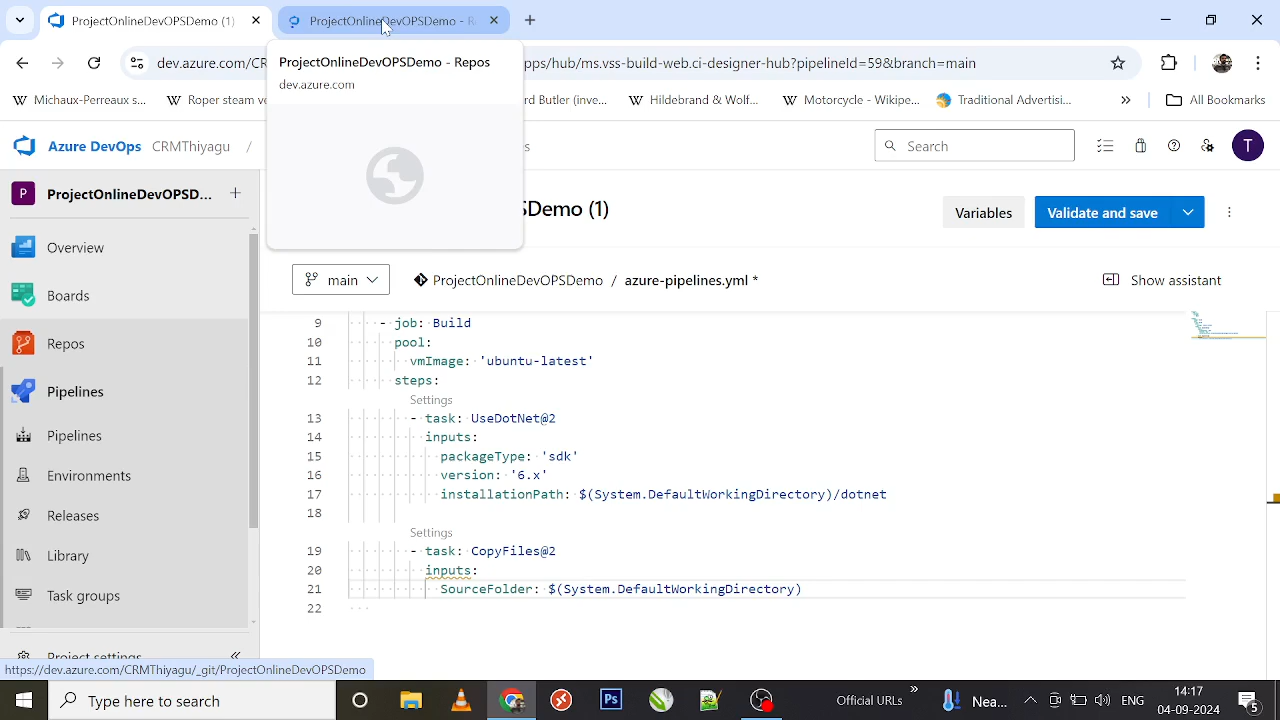 ProjectOnlineDevOPSDemo (1)
ProjectOnlineDevOPSDemo - R
dev.azure.com/CR
pps/hub/ms.vss-build-web.ci-designer-hub?pipelineId=59&branch=main
Michaux-Perreaux s...
Roper steam ve
rd Butler (inve...
Hildebrand & Wolf...
Motorcycle - Wikipe...
Traditional Advertisi...
»
All Bookmarks
ProjectOnlineDevOPSDemo - Repos
dev.azure.com
Azure DevOps CRMThiyagu /
s
Search
T
P ProjectOnlineDevOPSD... +
SDemo (1)
Variables
Validate and save
Overview
Boards
Repos
Pipelines
Pipelines
Environments
Releases
Library
Task groups
Project settings
main
ProjectOnlineDevOPSDemo / azure-pipelines.yml *
Show assistant
9 - job: Build
10 pool:
11 vmImage: 'ubuntu-latest'
12 steps:
Settings
13 - task: UseDotNet@2
14 inputs:
15 packageType: 'sdk'
16 version: '6.x'
17 installationPath: $(System.DefaultWorkingDirectory)/dotnet
18
Settings
19 - task: CopyFiles@2
20 inputs:
21 SourceFolder: $(System.DefaultWorkingDirectory)
22
https://dev.azure.com/CRMThiyagu/_git/ProjectOnlineDevOPSDemo
Type here to search
Ps
Official URLs
»
Nea...
ENG
14:17
04-09-2024
5